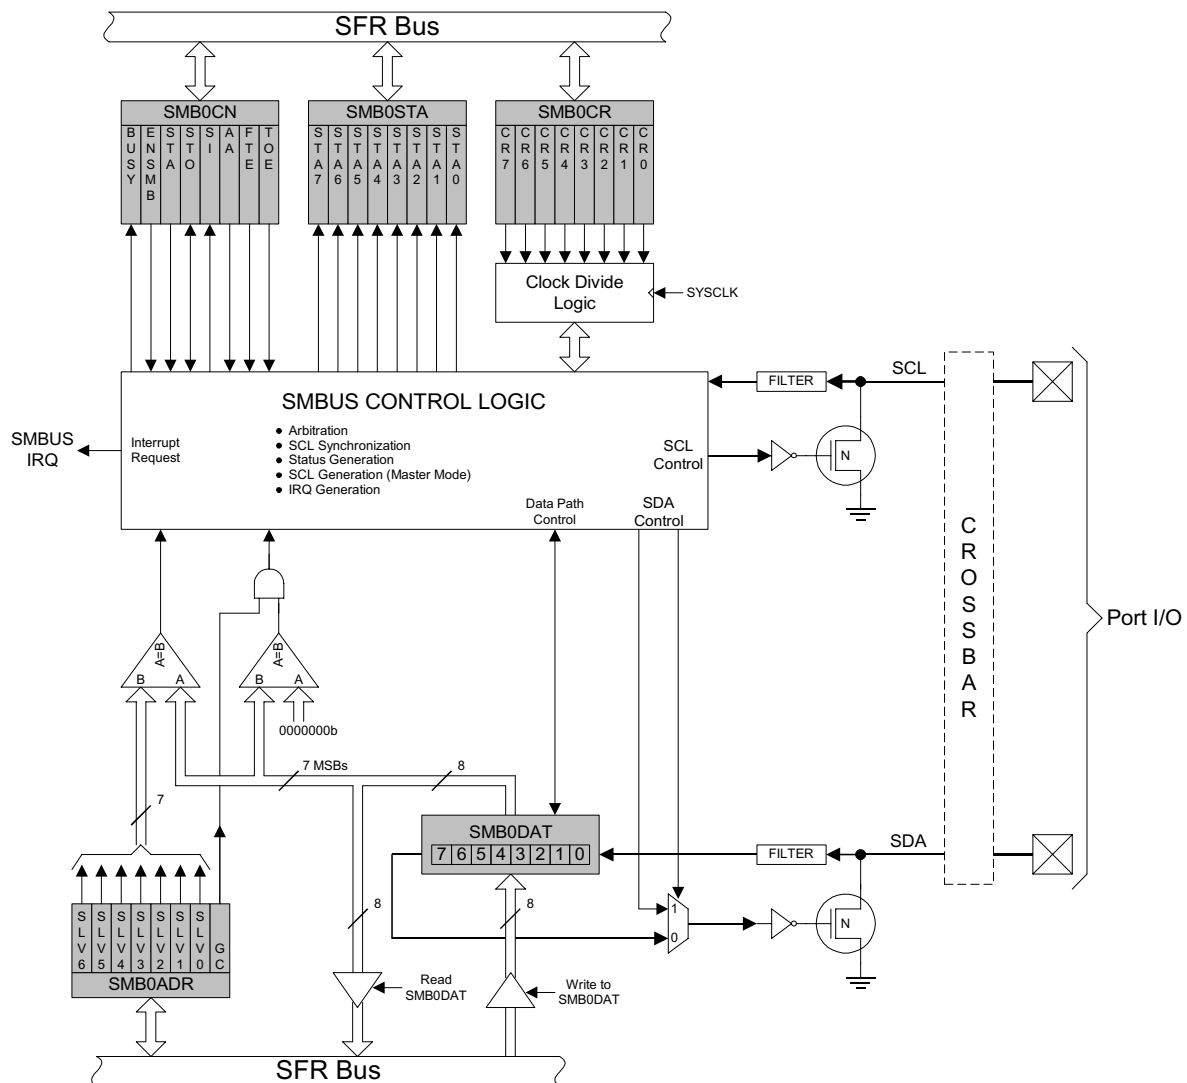 SFR Bus
SMB0CN
SMB0STA
SMB0CR
BUSY
ENSMB
STA
STO
SI
AA
FTE
TOE
STA7
STA6
STA5
STA4
STA3
STA2
STA1
STA0
CR7
CR6
CR5
CR4
CR3
CR2
CR1
CR0
Clock Divide
Logic
SYSCLK
SMBUS CONTROL LOGIC
● Arbitration
● SCL Synchronization
● Status Generation
● SCL Generation (Master Mode)
● IRQ Generation
SMBUS
IRQ
Interrupt
Request
SCL
Control
Data Path
Control
SDA
Control
FILTER
SCL
N
CROSSBAR
Port I/O
A=B
B
A
A=B
B
A
0000000b
7 MSBs
8
7
SMB0DAT
7 6 5 4 3 2 1 0
FILTER
SDA
8
8
1
0
N
SLV6
SLV5
SLV4
SLV3
SLV2
SLV1
SLV0
GC
SMB0ADR
Read
SMB0DAT
Write to
SMB0DAT
SFR Bus